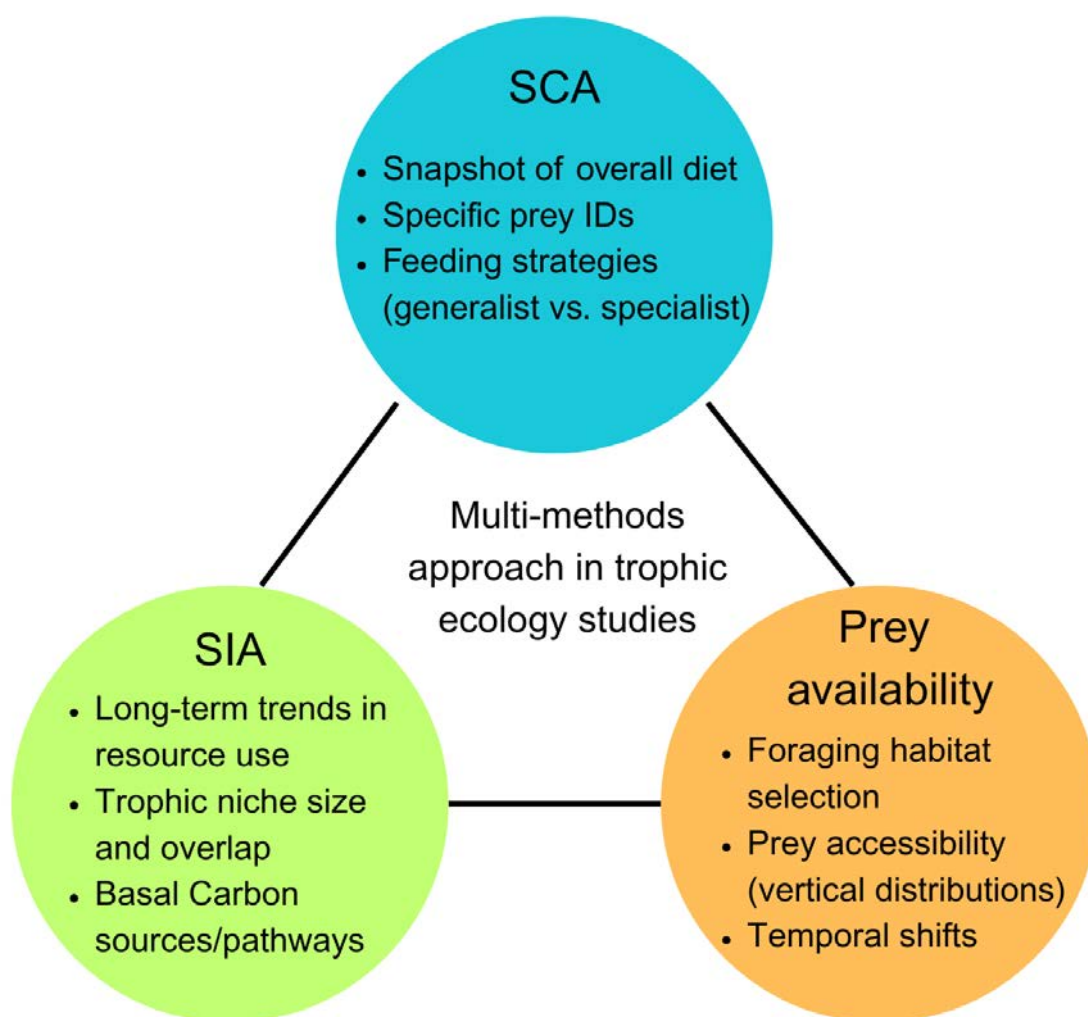 SCA
• Snapshot of overall diet
• Specific prey IDs
• Feeding strategies
(generalist vs. specialist)
Multi-methods
approach in trophic
ecology studies
SIA
• Long-term trends in
resource use
• Trophic niche size
and overlap
• Basal Carbon
sources/pathways
Prey
availability
• Foraging habitat
selection
• Prey accessibility
(vertical distributions)
• Temporal shifts